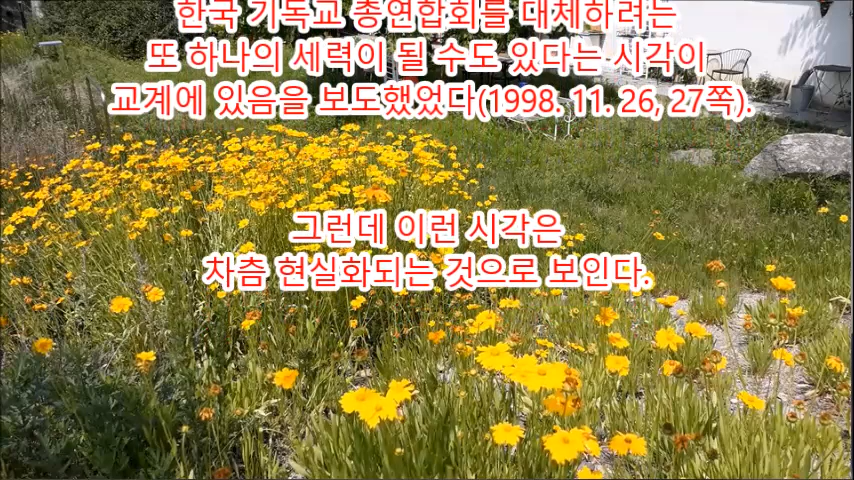 한국 기독교 총연합회를 대체하려는
또 하나의 세력이 될 수도 있다는 시각이
교계에 있음을 보도했었다(1998. 11. 26, 27쪽).
그런데 이런 시각은
차츰 현실화되는 것으로 보인다.